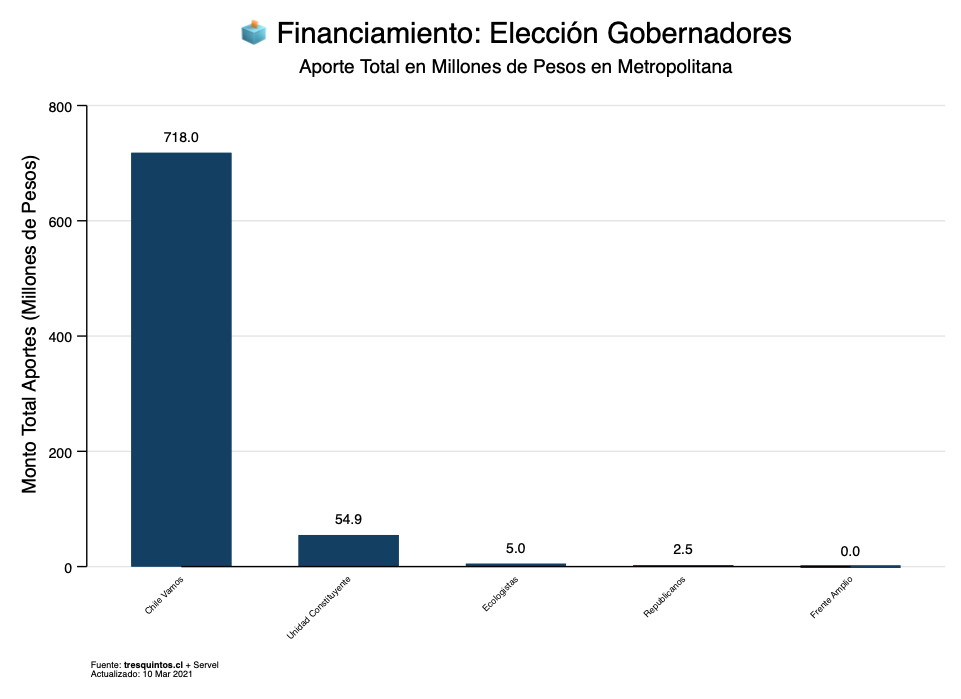 Financiamiento: Elección Gobernadores
Aporte Total en Millones de Pesos en Metropolitana
Monto Total Aportes (Millones de Pesos)
800
600
400
200
0
718.0
54.9
5.0
2.5
0.0
Chile Vamos
Unidad Constituyente
Ecologistas
Republicanos
Frente Amplio
Fuente: tresquintos.cl + Servel
Actualizado: 10 Mar 2021